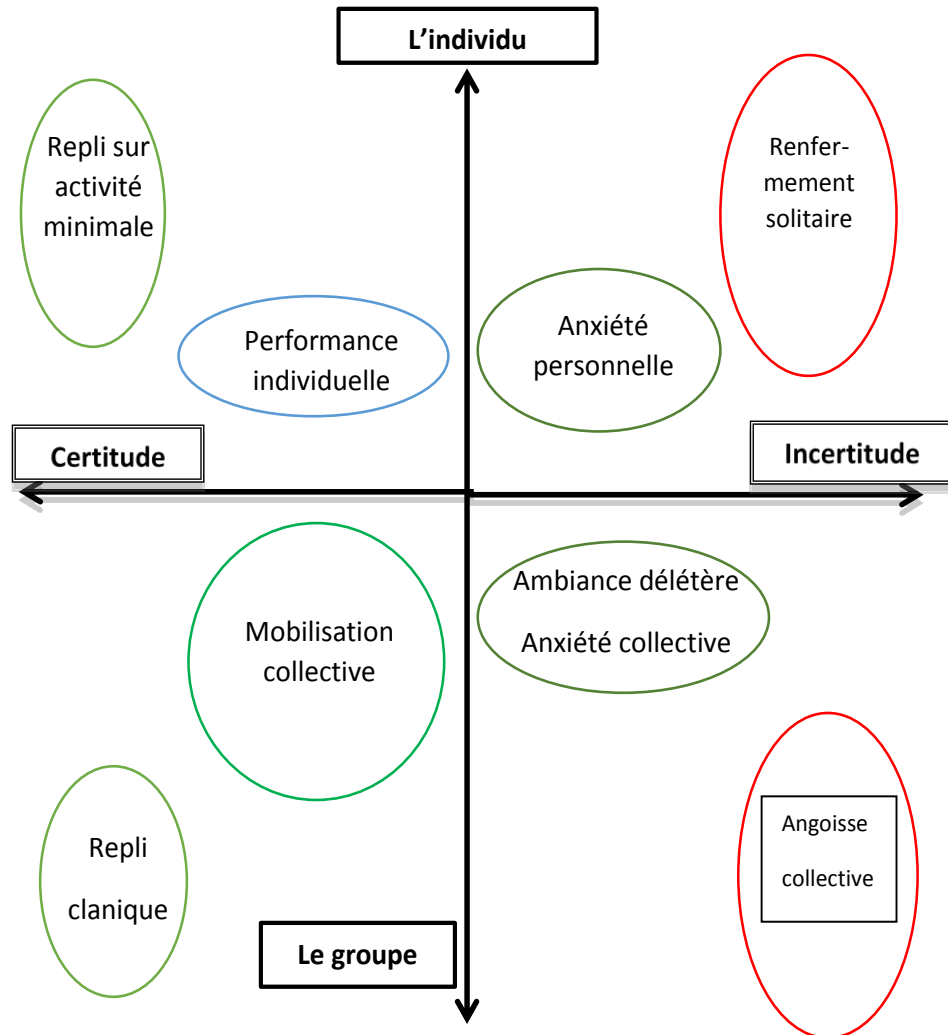 L'individu
Repli sur
activité
minimale
Renfer-
mement
solitaire
Performance
individuelle
Anxiété
personnelle
Certitude
Incertitude
Mobilisation
collective
Ambiance délétère
Anxiété collective
Repli
clanique
Angoisse
collective
Le groupe